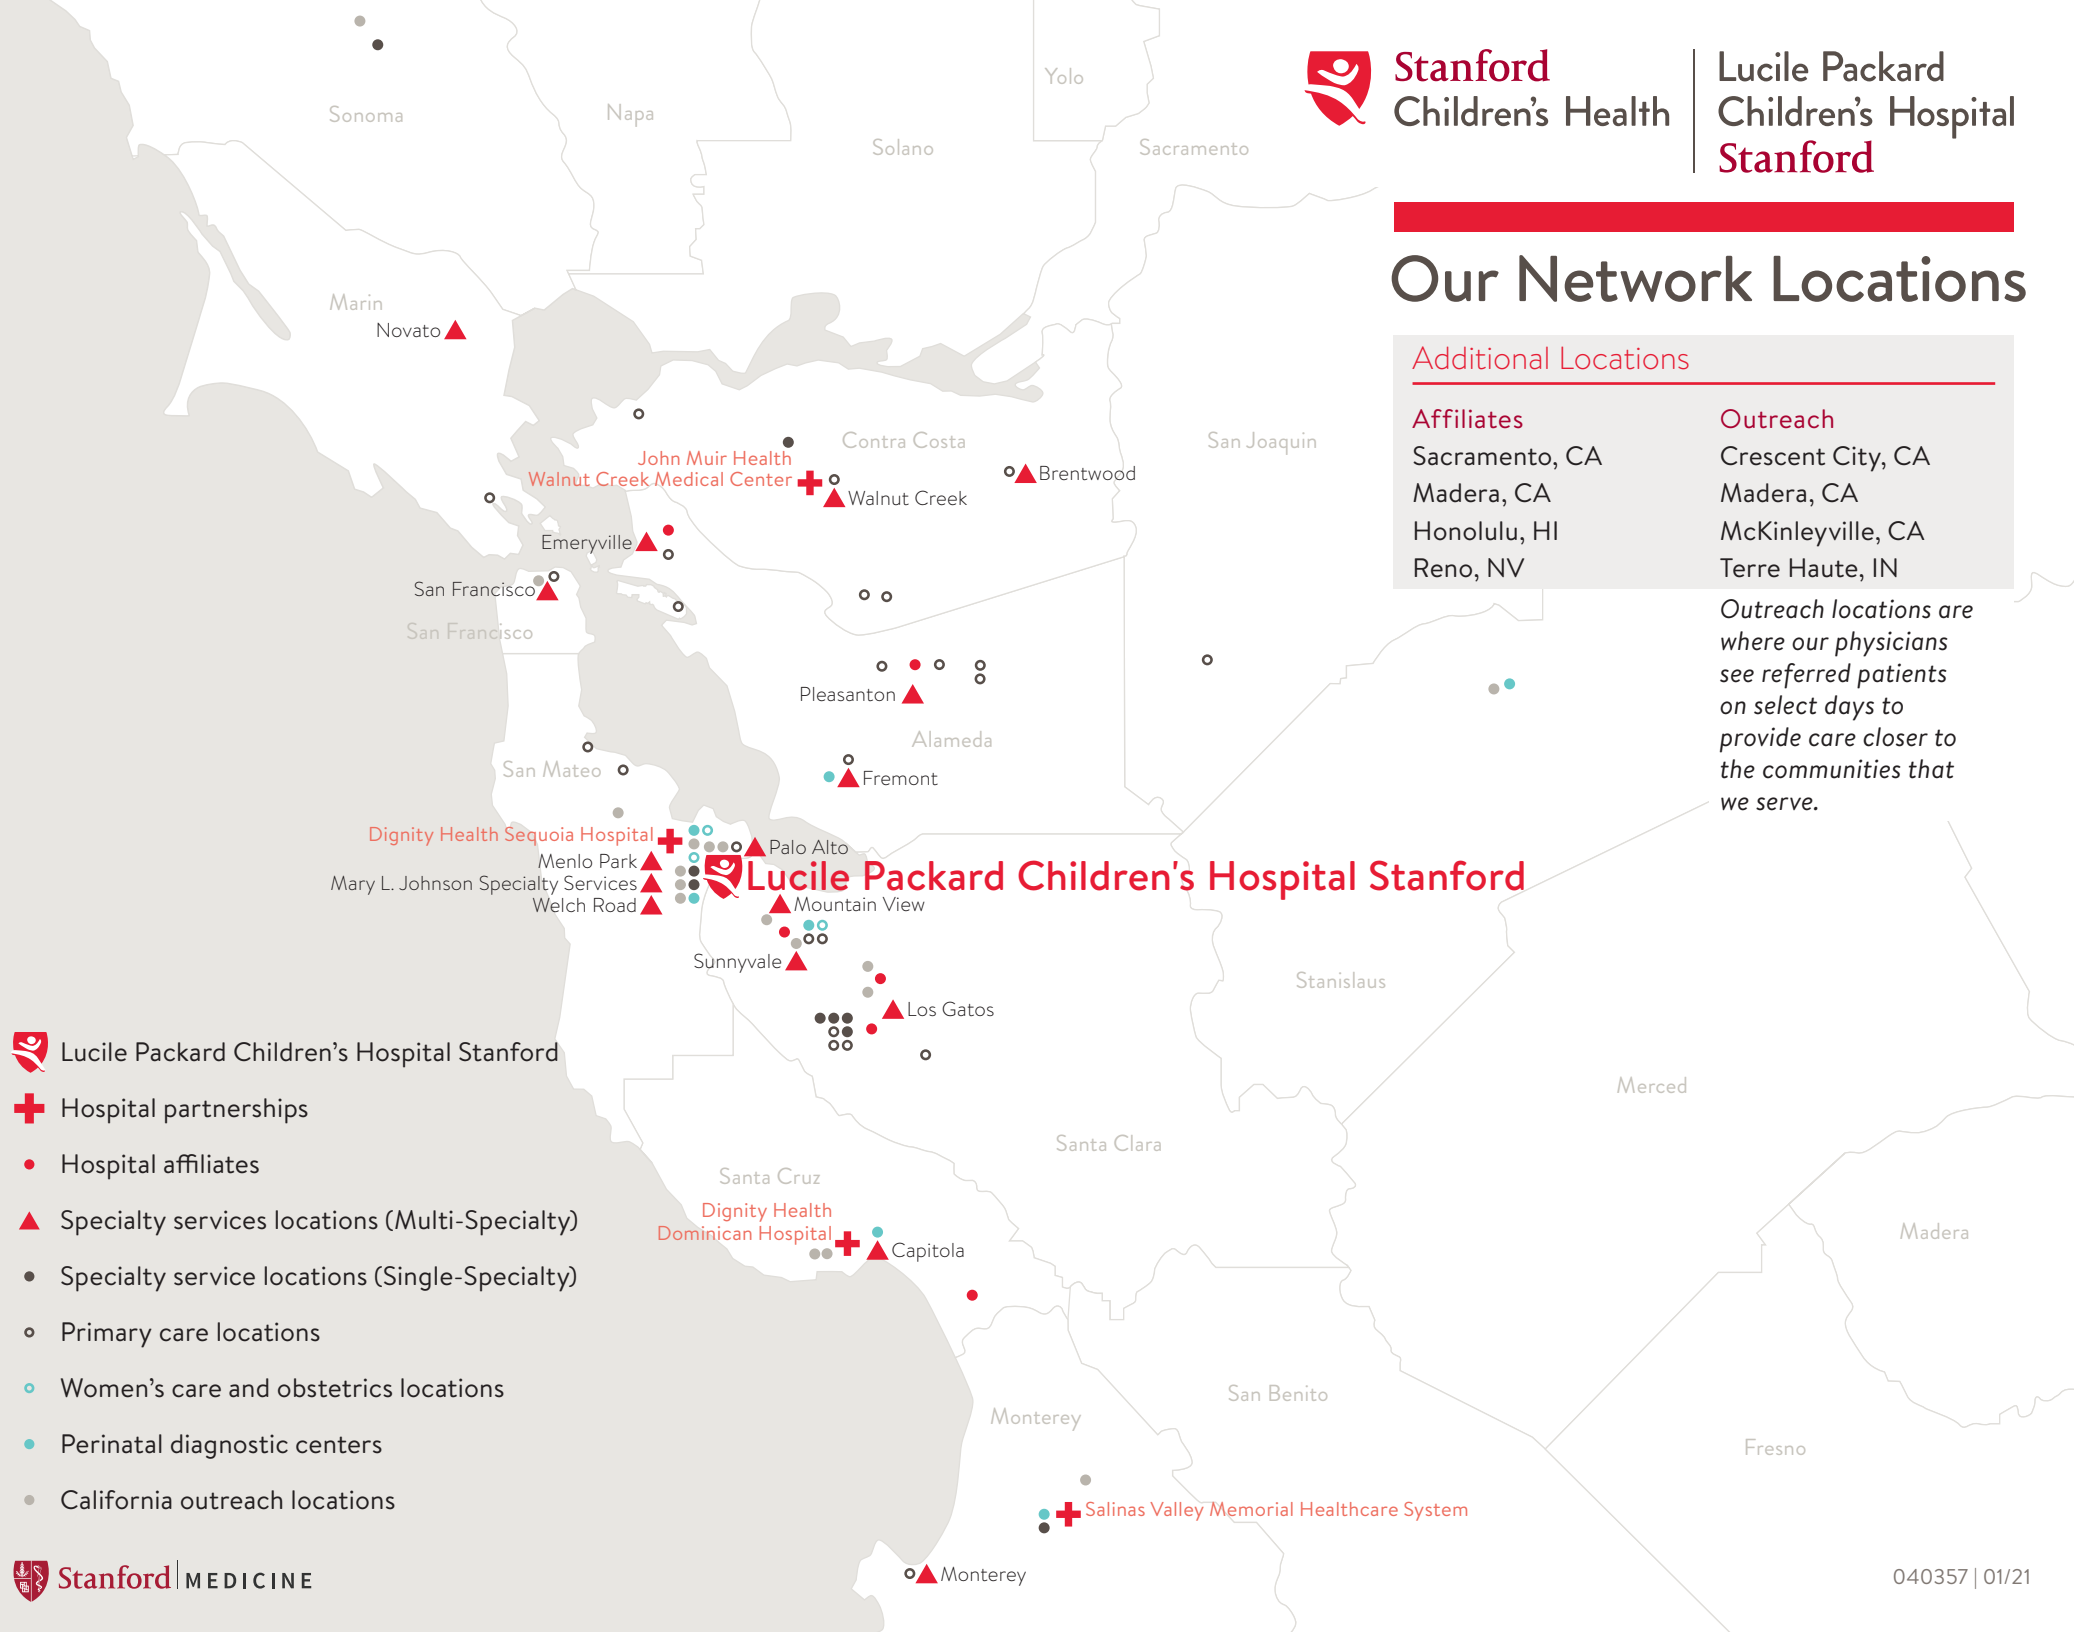 Stanford
Children's Health
Lucile Packard
Children's Hospital
Stanford
Our Network Locations
Additional Locations
Affiliates
Sacramento, CA
Madera, CA
Honolulu, HI
Reno, NV
Outreach
Crescent City, CA
Madera, CA
McKinleyville, CA
Terre Haute, IN
Outreach locations are
where our physicians
see referred patients
on select days to
provide care closer to
the communities that
we serve.
Sonoma
Napa
Yolo
Solano
Sacramento
Marin
Novato
Contra Costa
San Joaquin
John Muir Health
Walnut Creek Medical Center
Brentwood
Walnut Creek
Emeryville
San Francisco
San Francisco
Pleasanton
Alameda
San Mateo
Fremont
Dignity Health Sequoia Hospital
Menlo Park
Mary L. Johnson Specialty Services
Welch Road
Palo Alto
Lucile Packard Children's Hospital Stanford
Mountain View
Sunnyvale
Los Gatos
Stanislaus
Merced
Santa Clara
Santa Cruz
Madera
Dignity Health
Dominican Hospital
Capitola
San Benito
Monterey
Fresno
Salinas Valley Memorial Healthcare System
Monterey
Lucile Packard Children's Hospital Stanford
Hospital partnerships
Hospital affiliates
Specialty services locations (Multi-Specialty)
Specialty service locations (Single-Specialty)
Primary care locations
Women's care and obstetrics locations
Perinatal diagnostic centers
California outreach locations
Stanford MEDICINE
040357 | 01/21